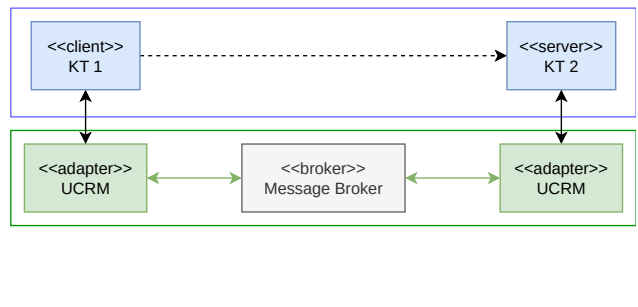 <<client>>
KT 1
<<server>>
KT 2
<<adapter>>
UCRM
<<broker>>
Message Broker
<<adapter>>
UCRM